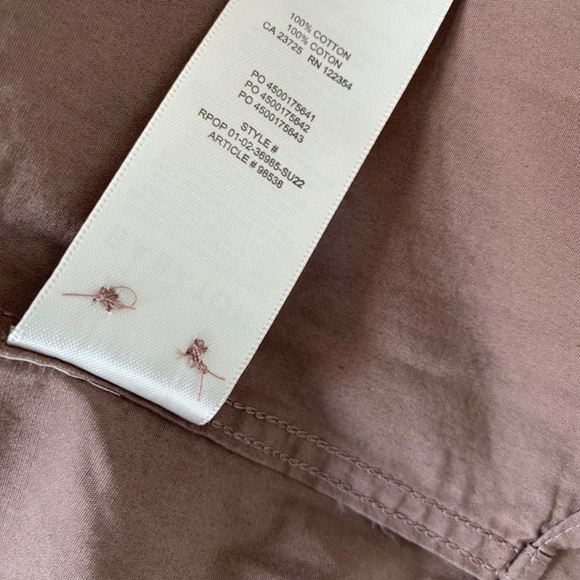 100% COTTON
100% COTON
CA 23725 RN 122354
PO 4500175641
PO 4500175642
PO 4500175643
STYLE #
RPOP 01-02-36985-SU22
ARTICLE # 98538